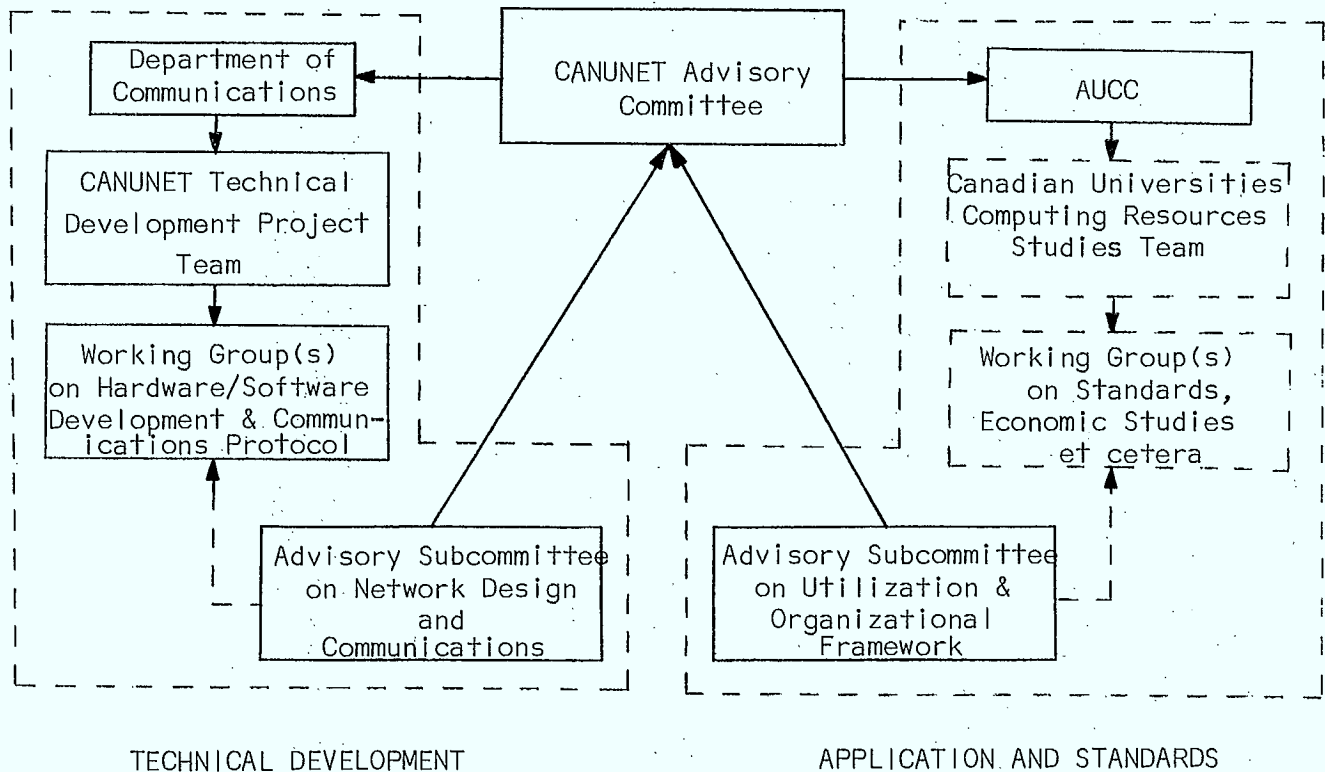 Department of
Communications
CANUNET Advisory
Committee
AUCC
CANUNET Technical
Development Project
Team
Canadian Universities
Computing Resources
Studies Team
Working Group(s)
on Hardware/Software
Development & Commun-
ications Protocol
Working Group(s)
on Standards,
Economic Studies
et cetera
Advisory Subcommittee
on Network Design
and
Communications
Advisory Subcommittee
on Utilization &
Organizational
Framework
TECHNICAL DEVELOPMENT
APPLICATION AND STANDARDS